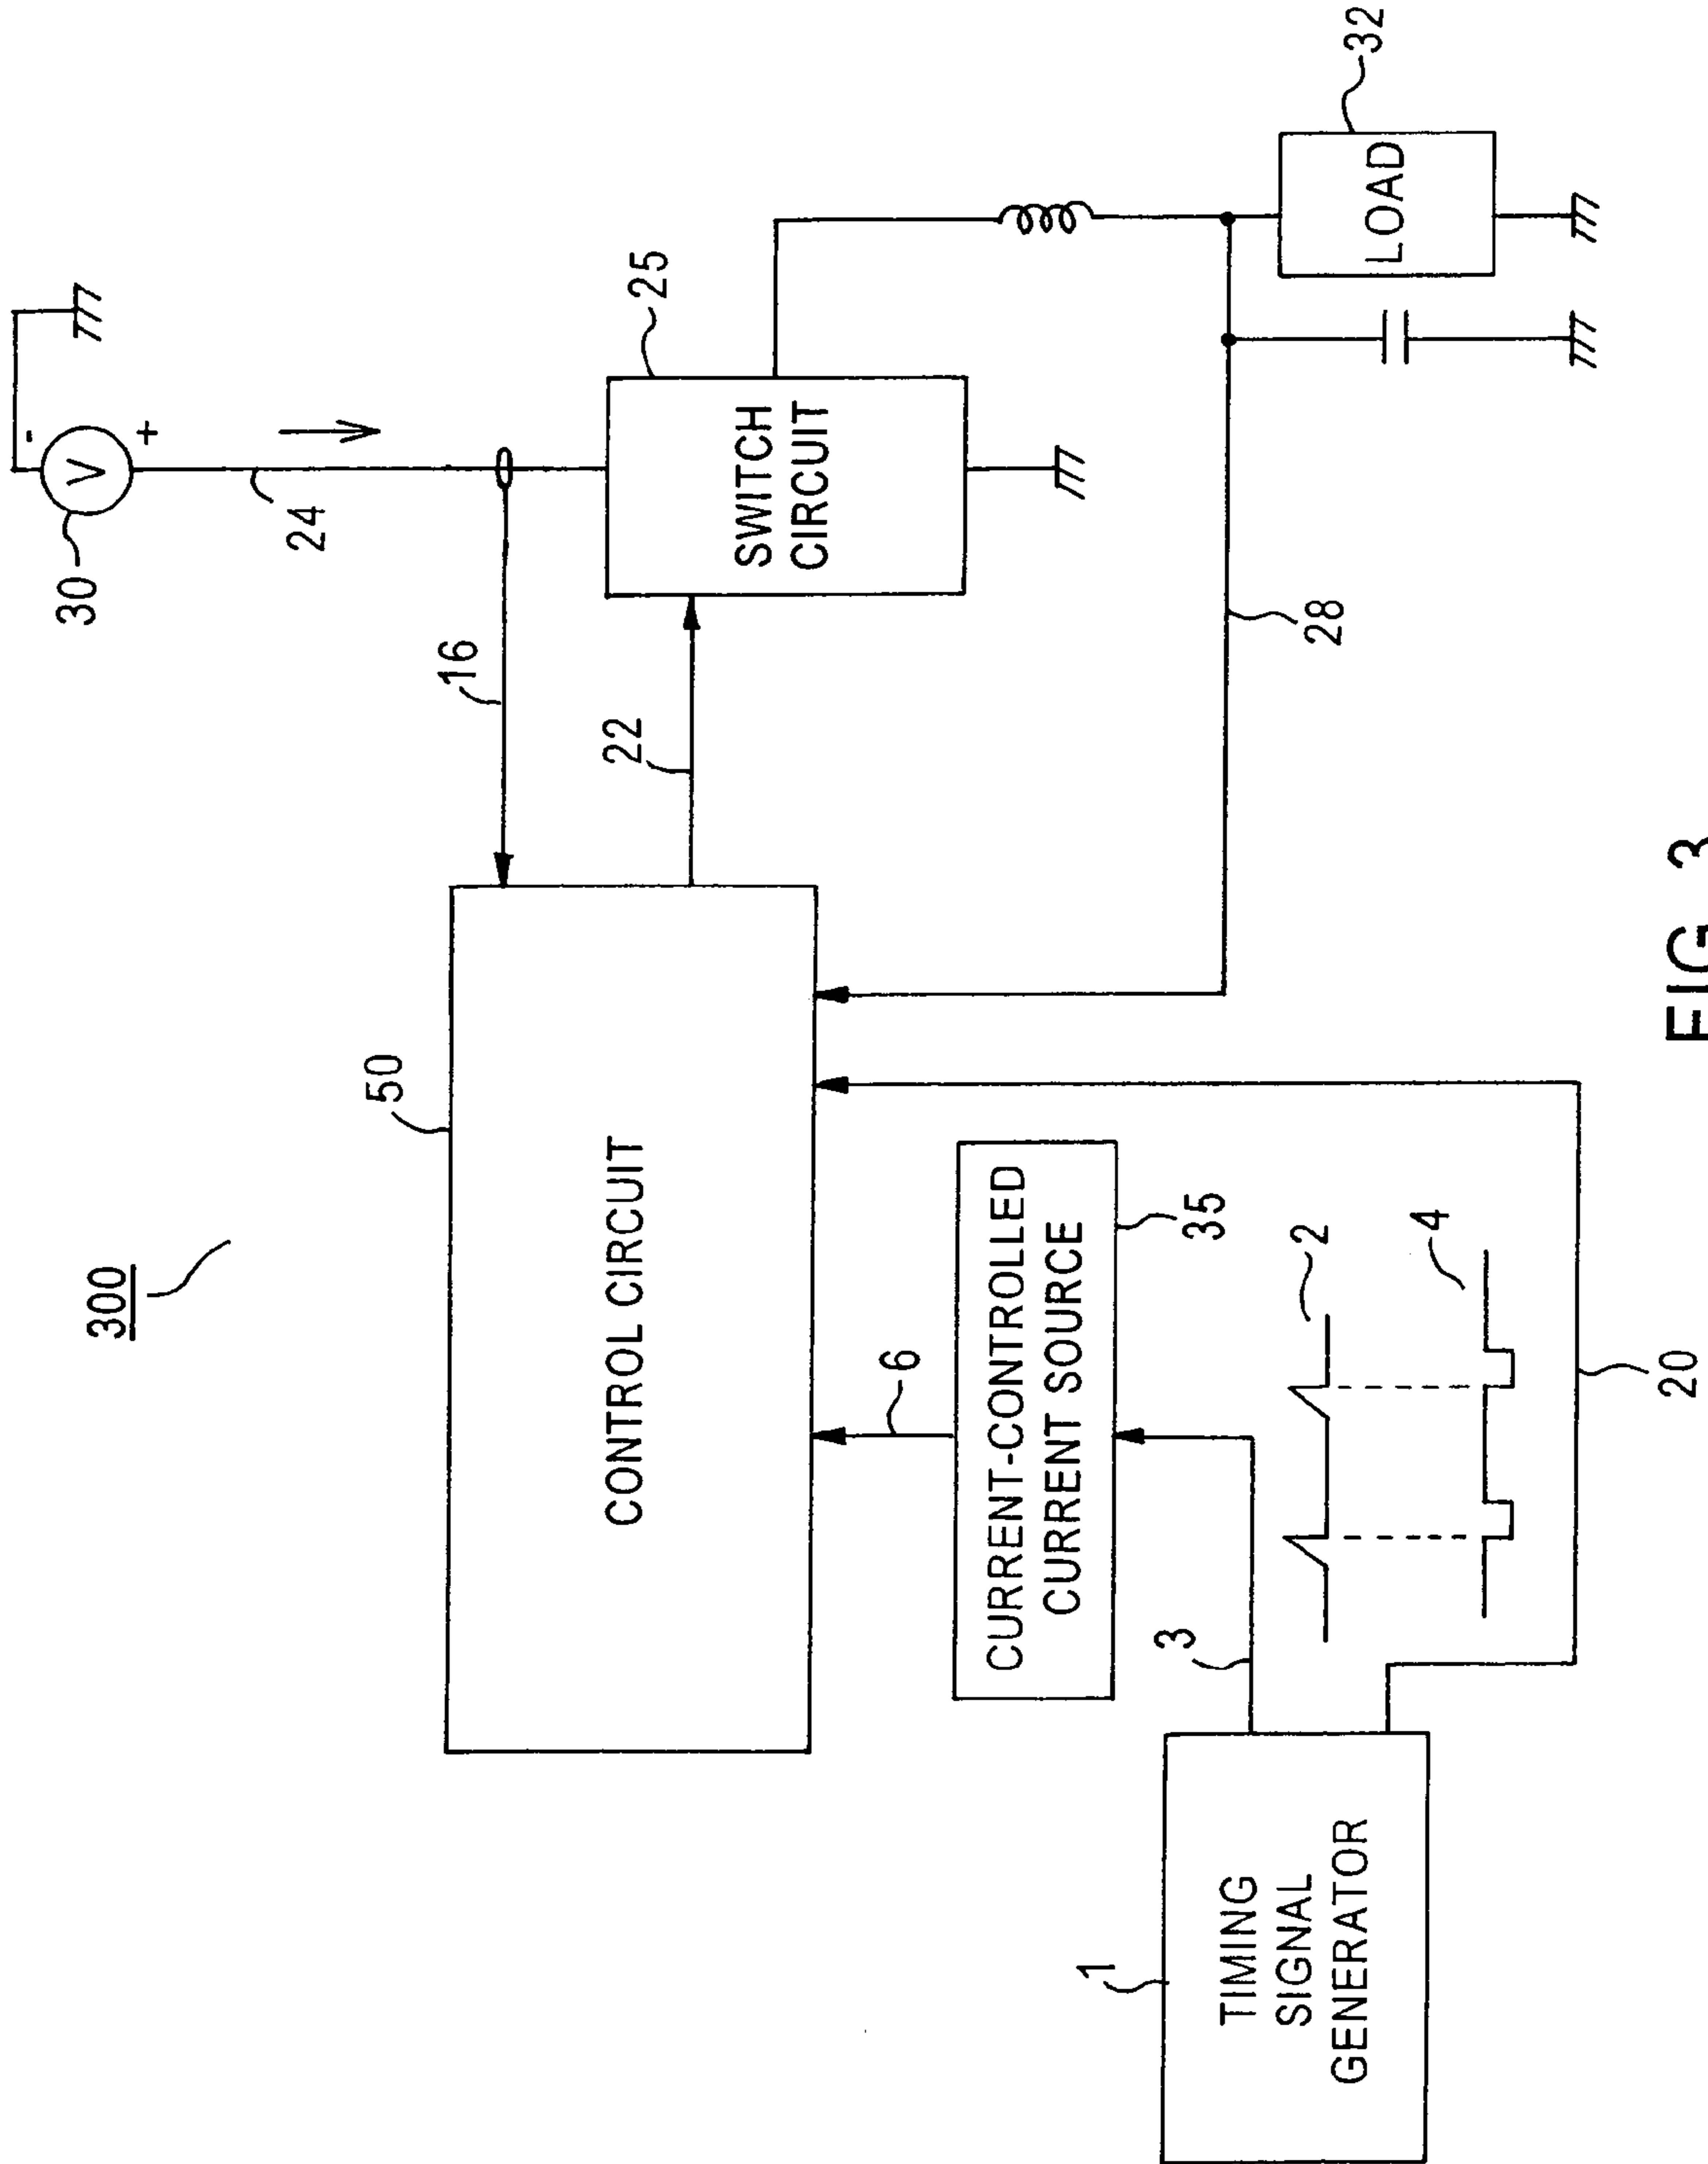 300
30
-
V
+
24
16
50
CONTROL CIRCUIT
22
25
SWITCH
CIRCUIT
6
CURRENT-CONTROLLED
CURRENT SOURCE
35
28
LOAD
32
1
TIMING
SIGNAL
GENERATOR
3
2
4
20
FIG. 3